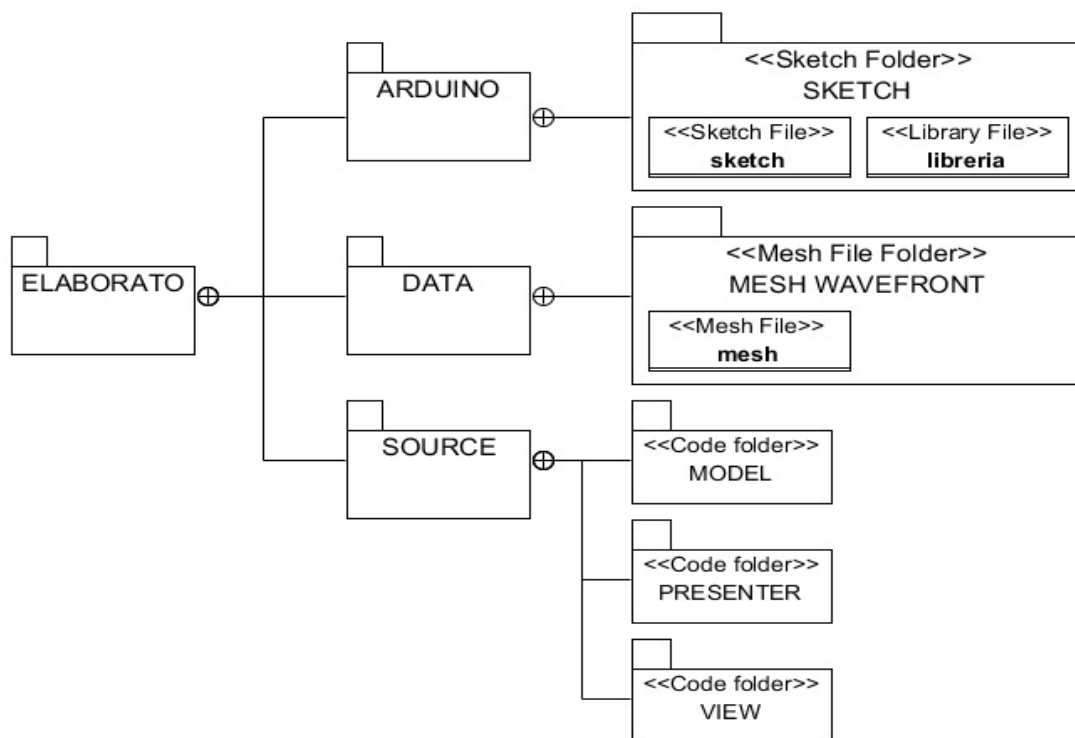 ELABORATO
ARDUINO
<<Sketch Folder>>
SKETCH
<<Sketch File>>
sketch
<<Library File>>
libreria
DATA
<<Mesh File Folder>>
MESH WAVEFRONT
<<Mesh File>>
mesh
SOURCE
<<Code folder>>
MODEL
<<Code folder>>
PRESENTER
<<Code folder>>
VIEW